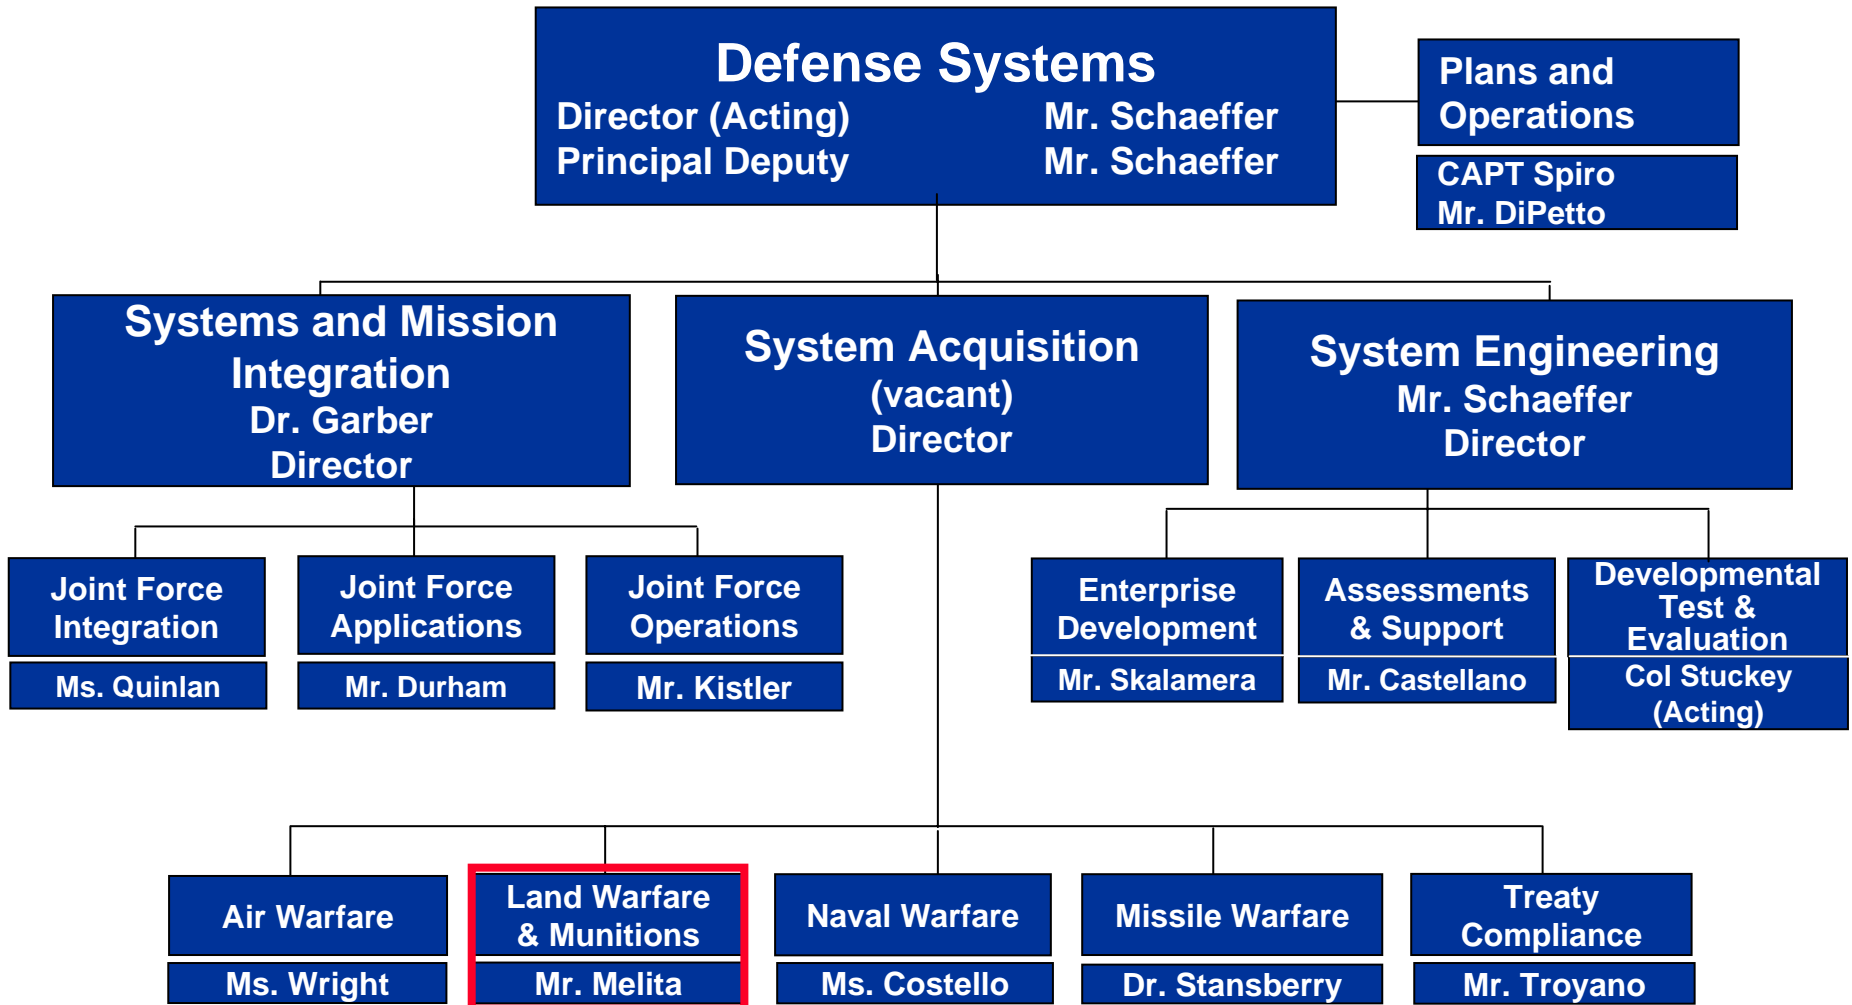 Defense Systems
Director (Acting) Mr. Schaeffer
Principal Deputy Mr. Schaeffer
Plans and
Operations
CAPT Spiro
Mr. DiPetto
Systems and Mission
Integration
Dr. Garber
Director
System Acquisition
(vacant)
Director
System Engineering
Mr. Schaeffer
Director
Joint Force
Integration
Ms. Quinlan
Joint Force
Applications
Mr. Durham
Joint Force
Operations
Mr. Kistler
Enterprise
Development
Mr. Skalamera
Assessments
& Support
Mr. Castellano
Developmental
Test &
Evaluation
Col Stuckey
(Acting)
Air Warfare
Ms. Wright
Land Warfare
& Munitions
Mr. Melita
Naval Warfare
Ms. Costello
Missile Warfare
Dr. Stansberry
Treaty
Compliance
Mr. Troyano